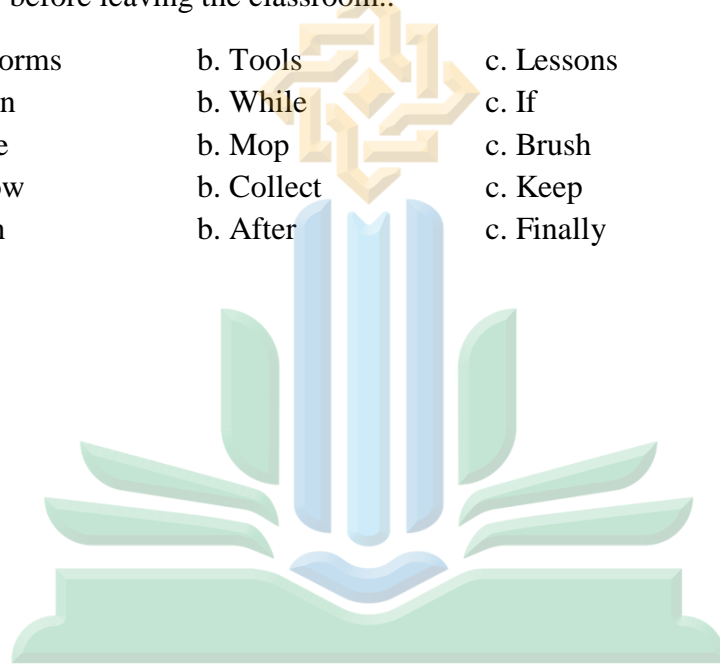 before leaving the classroom..
orms b. Tools c. Lessons
n b. While c. If
e b. Mop c. Brush
ow b. Collect c. Keep
n b. After c. Finally